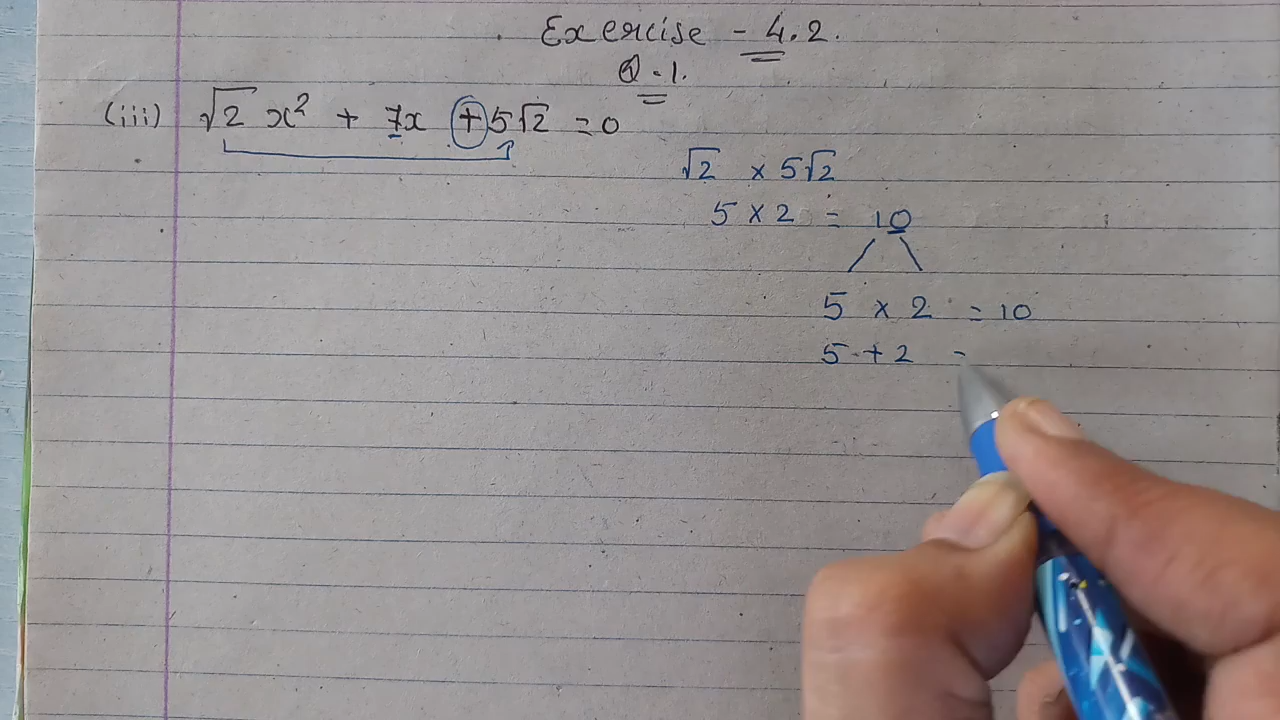 Exercise - 4.2.
Q.1.
(iii) √2 x² + 7x + 5√2 = 0
√2 × 5√2
5 × 2 = 10
5 × 2 = 10
5 + 2 =